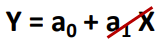 Y = a₀ + a₁ X